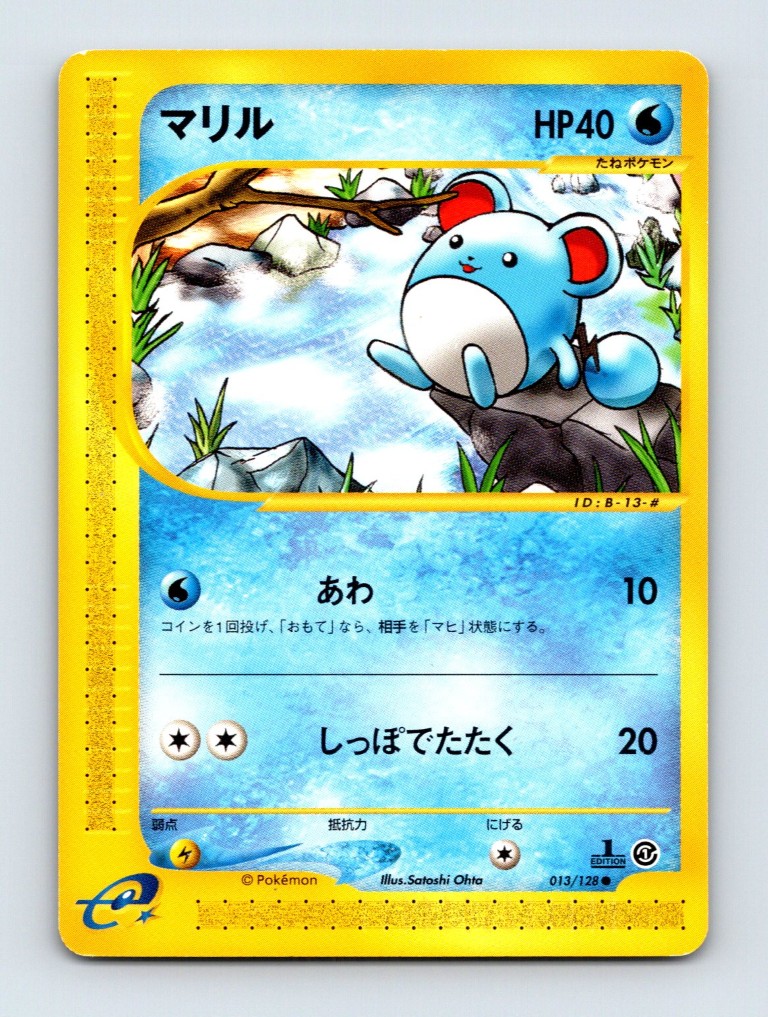 マリル
HP40
たねポケモン
ID:B-13-#
あわ
10
コインを1回投げ、「おもて」なら、相手を「マヒ」状態にする。
しっぽでたたく
20
弱点 抵抗力 にげる
1
EDITION
©Pokémon Illus.Satoshi Ohta 013/128●
e